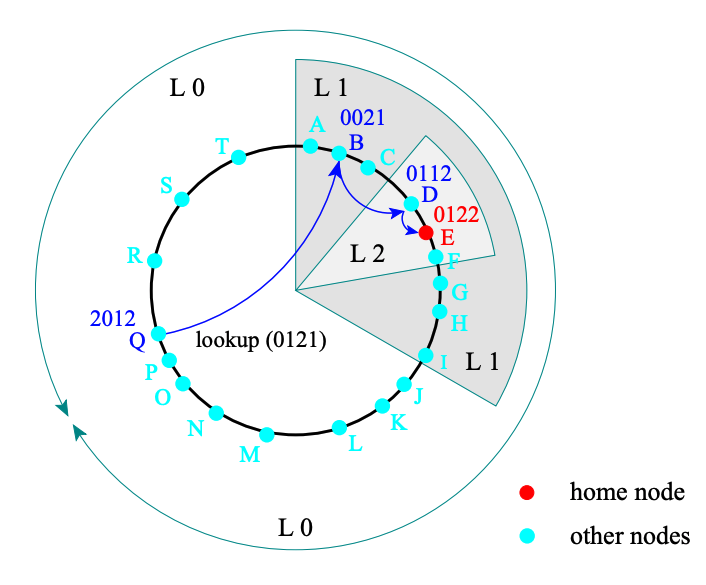 L 0
L 1
0021
A
B
C
T
0112
D
S
0122
E
L 2
R
F
G
2012
H
Q
lookup (0121)
P
I
L 1
O
J
N
K
M
L
home node
L 0
other nodes